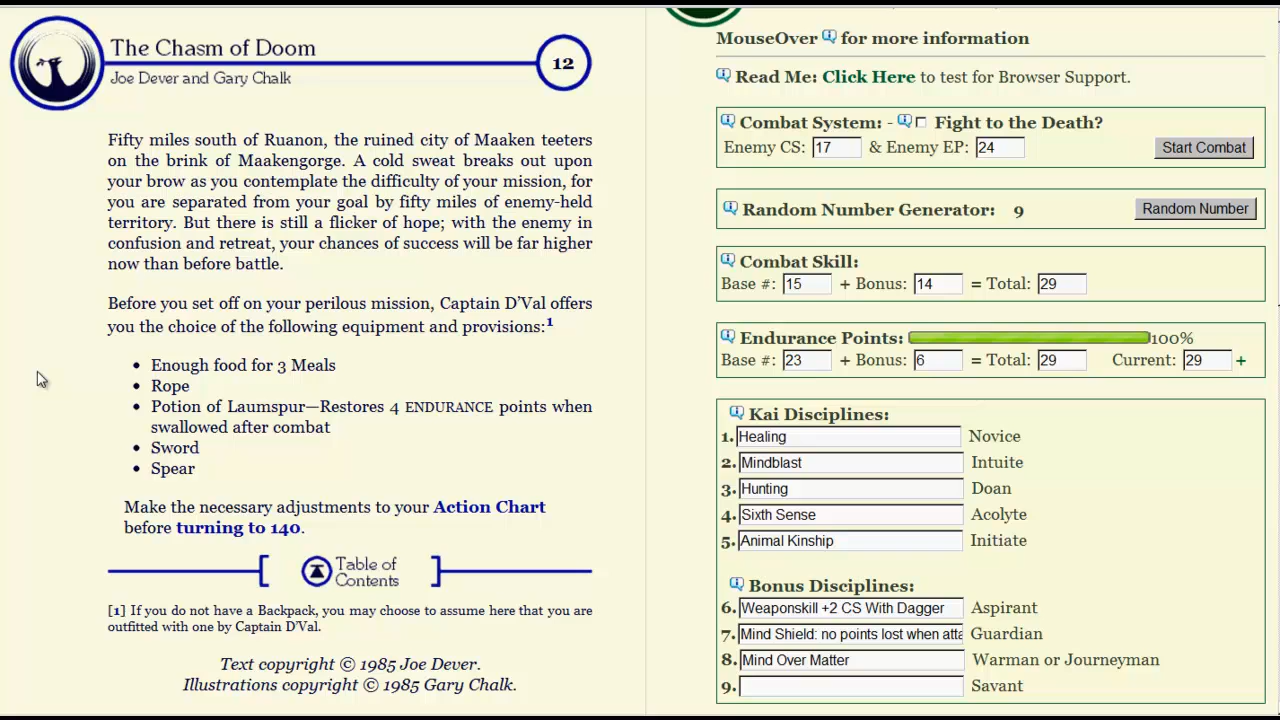 The Chasm of Doom
12
Joe Dever and Gary Chalk
Fifty miles south of Ruanon, the ruined city of Maaken teeters
on the brink of Maakengorge. A cold sweat breaks out upon
your brow as you contemplate the difficulty of your mission, for
you are separated from your goal by fifty miles of enemy-held
territory. But there is still a flicker of hope; with the enemy in
confusion and retreat, your chances of success will be far higher
now than before battle.
Before you set off on your perilous mission, Captain D’Val offers
you the choice of the following equipment and provisions:1
• Enough food for 3 Meals
• Rope
• Potion of Laumspur—Restores 4 ENDURANCE points when
swallowed after combat
• Sword
• Spear
Make the necessary adjustments to your Action Chart
before turning to 140.
Table of
Contents
[1] If you do not have a Backpack, you may choose to assume here that you are
outfitted with one by Captain D’Val.
Text copyright © 1985 Joe Dever.
Illustrations copyright © 1985 Gary Chalk.
MouseOver for more information
Read Me: Click Here to test for Browser Support.
Combat System: - Fight to the Death?
Enemy CS: 17 & Enemy EP: 24 Start Combat
Random Number Generator: 9 Random Number
Combat Skill:
Base #: 15 + Bonus: 14 = Total: 29
Endurance Points: 100%
Base #: 23 + Bonus: 6 = Total: 29 Current: 29 +
Kai Disciplines:
1. Healing Novice
2. Mindblast Intuite
3. Hunting Doan
4. Sixth Sense Acolyte
5. Animal Kinship Initiate
Bonus Disciplines:
6. Weaponskill +2 CS With Dagger Aspirant
7. Mind Shield: no points lost when atta Guardian
8. Mind Over Matter Warman or Journeyman
9. Savant